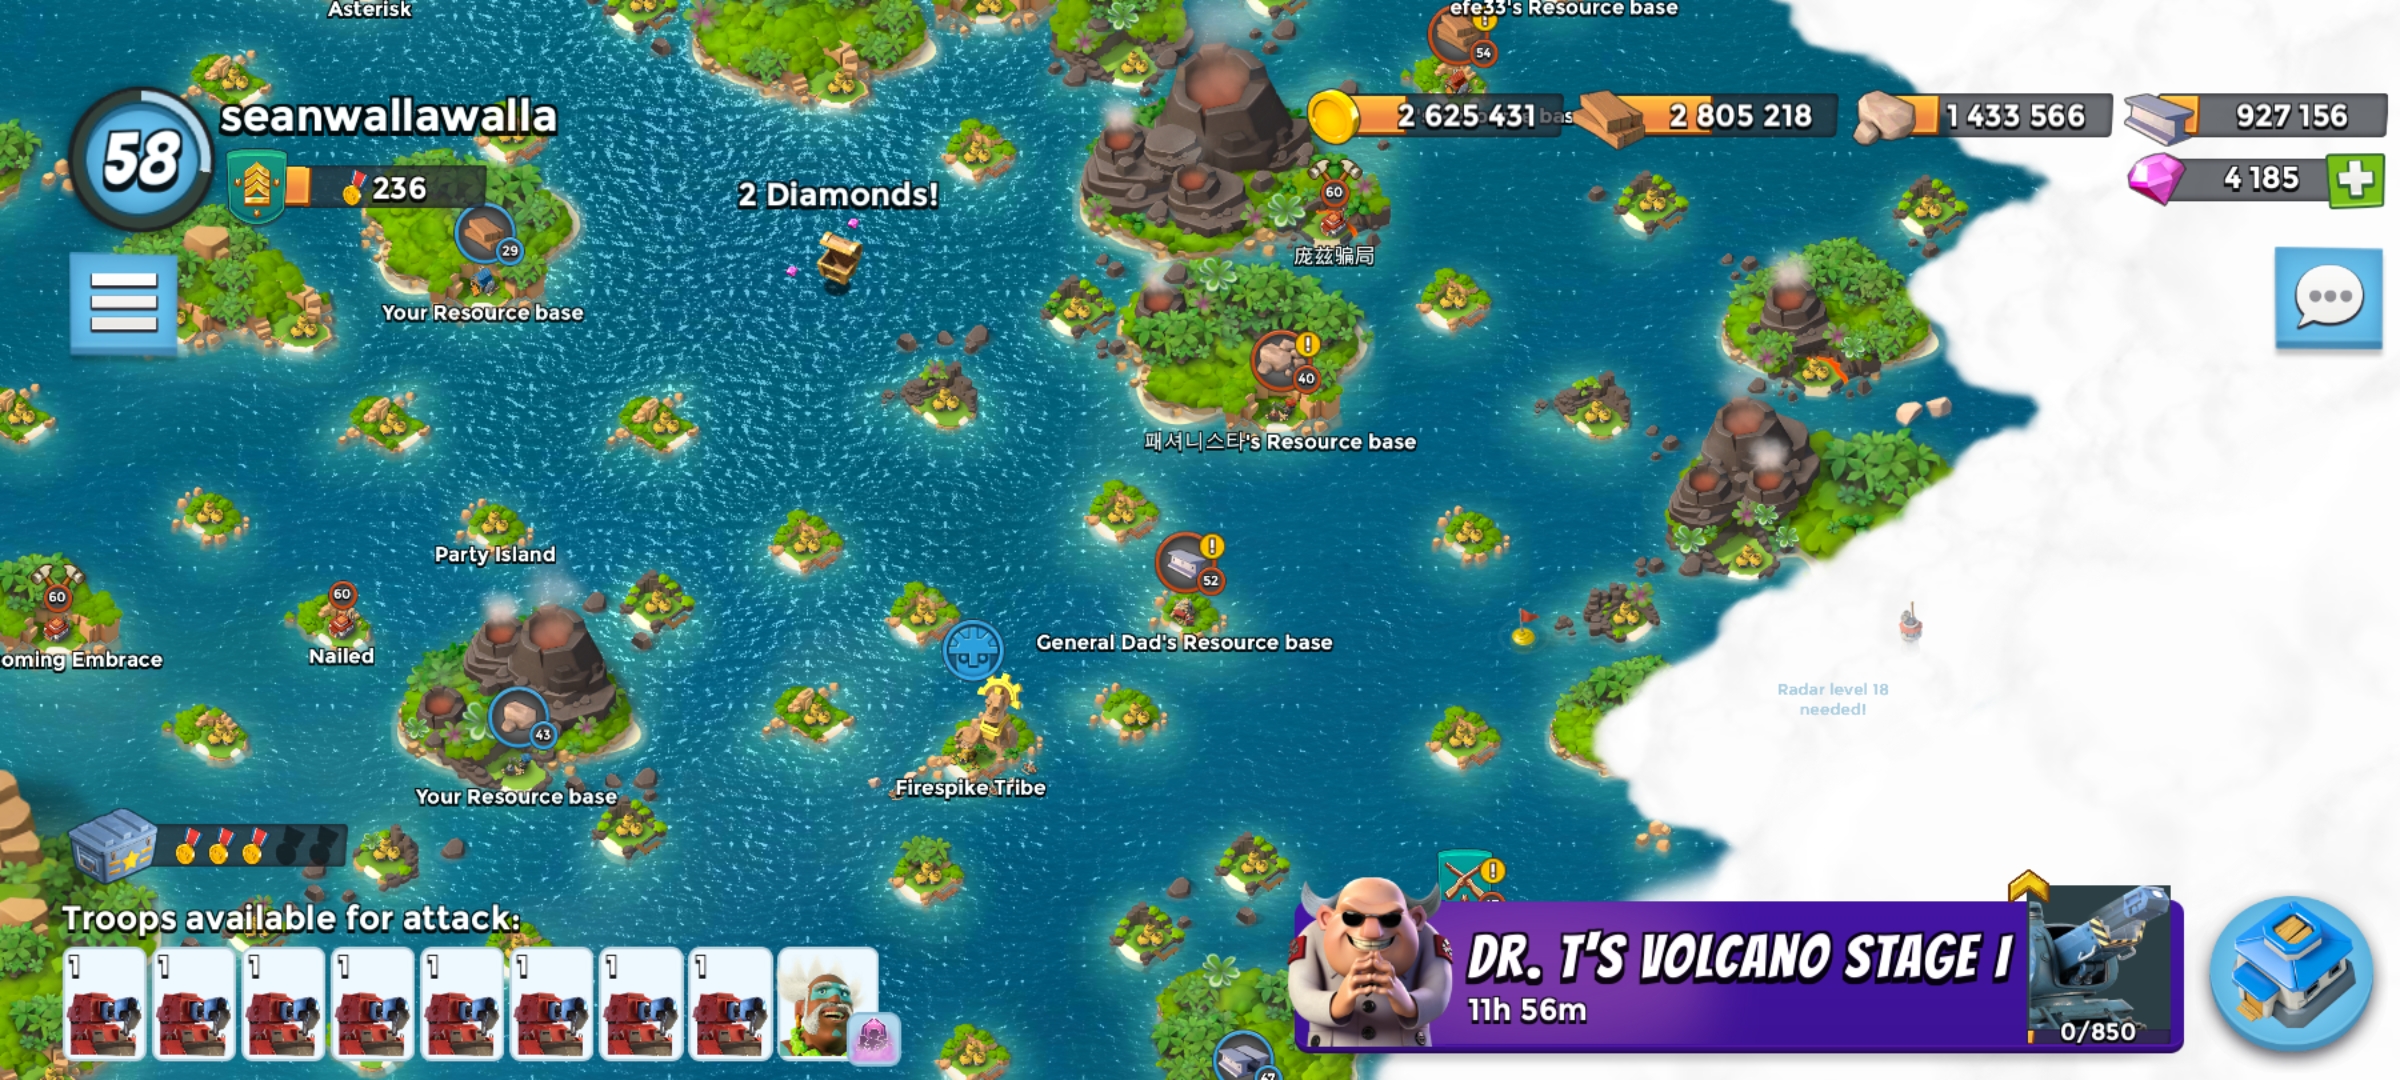 Asterisk
efe33's Resource base
54
58
seanwallawalla
236
2 625 431
2 805 218
1 433 566
927 156
4 185
2 Diamonds!
60
庞兹骗局
29
Your Resource base
40
패셔니스타's Resource base
Party Island
52
General Dad's Resource base
60
oming Embrace
60
Nailed
43
Your Resource base
Firespike Tribe
Radar level 18
needed!
Troops available for attack:
1
1
1
1
1
1
1
1
DR. T'S VOLCANO STAGE I
11h 56m
0/850
47